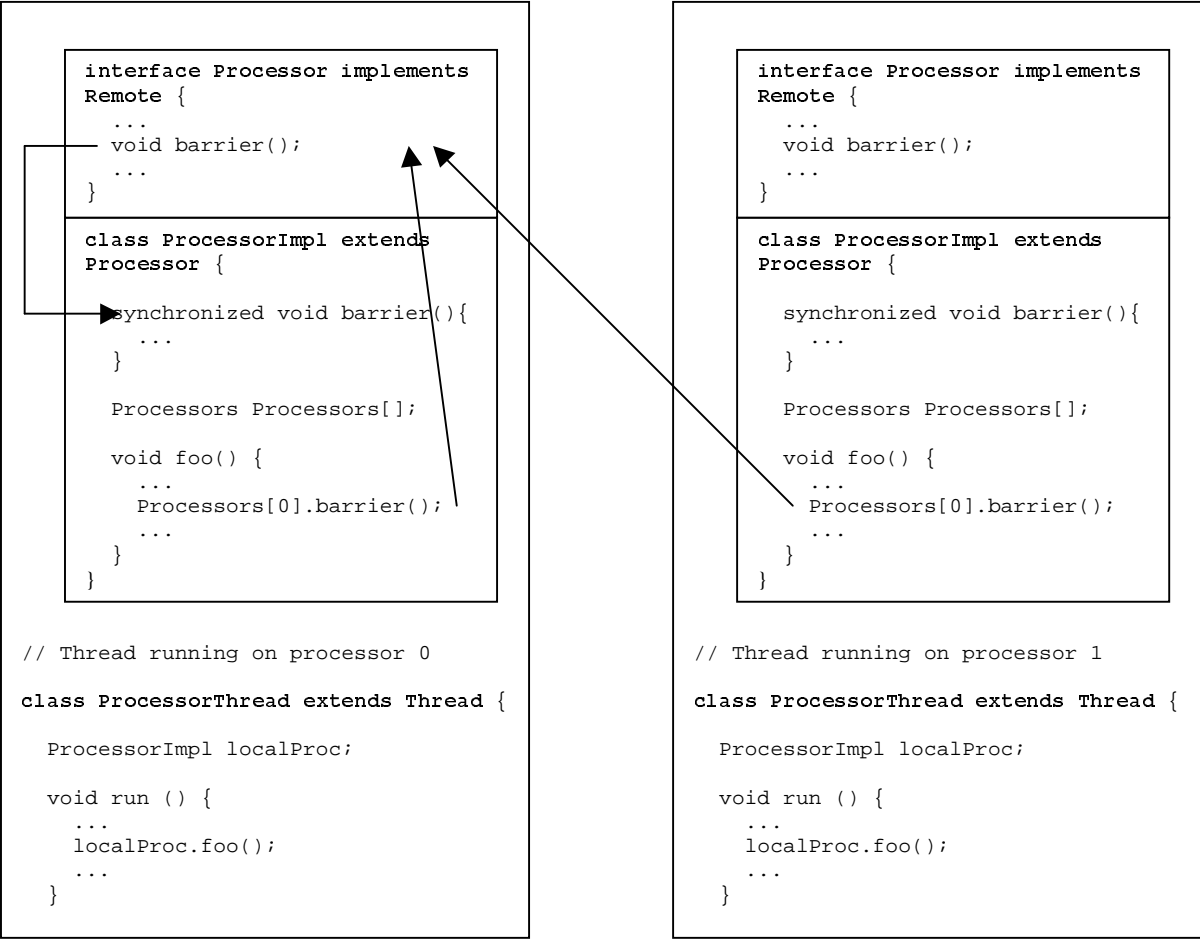 interface Processor implements
Remote {
...
void barrier();
...
}
class ProcessorImpl extends
Processor {
synchronized void barrier(){
...
}
Processors Processors[];
void foo() {
...
Processors[0].barrier();
...
}
}
// Thread running on processor 0
class ProcessorThread extends Thread {
ProcessorImpl localProc;
void run () {
...
localProc.foo();
...
}
interface Processor implements
Remote {
...
void barrier();
...
}
class ProcessorImpl extends
Processor {
synchronized void barrier(){
...
}
Processors Processors[];
void foo() {
...
Processors[0].barrier();
...
}
}
// Thread running on processor 1
class ProcessorThread extends Thread {
ProcessorImpl localProc;
void run () {
...
localProc.foo();
...
}